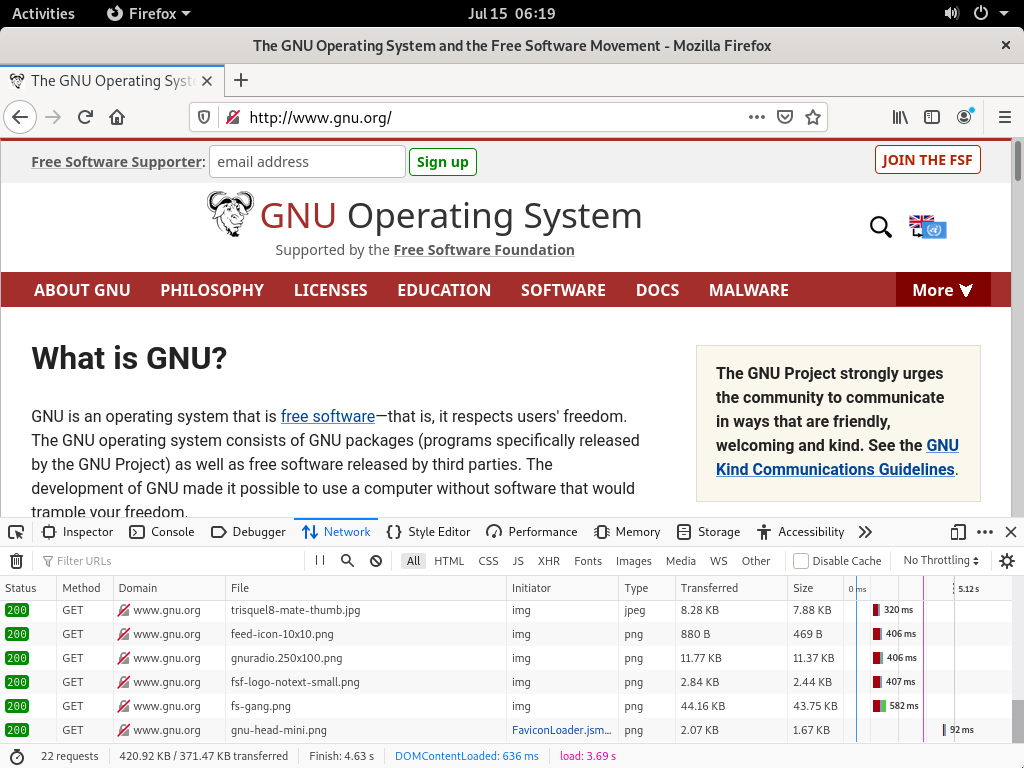 Activities Firefox Jul 15 06:19
The GNU Operating System and the Free Software Movement - Mozilla Firefox
The GNU Operating Syst
http://www.gnu.org/
Free Software Supporter: email address Sign up JOIN THE FSF
GNU Operating System
Supported by the Free Software Foundation
ABOUT GNU PHILOSOPHY LICENSES EDUCATION SOFTWARE DOCS MALWARE More
What is GNU?
GNU is an operating system that is free software—that is, it respects users' freedom.
The GNU operating system consists of GNU packages (programs specifically released
by the GNU Project) as well as free software released by third parties. The
development of GNU made it possible to use a computer without software that would
trample your freedom.
The GNU Project strongly urges
the community to communicate
in ways that are friendly,
welcoming and kind. See the GNU
Kind Communications Guidelines.
Inspector Console Debugger Network Style Editor Performance Memory Storage Accessibility
Filter URLs All HTML CSS JS XHR Fonts Images Media WS Other Disable Cache No Throttling
Status Method Domain File Initiator Type Transferred Size 0 ms 5.12 s
200 GET www.gnu.org trisquel8-mate-thumb.jpg img jpeg 8.28 KB 7.88 KB 320 ms
200 GET www.gnu.org feed-icon-10x10.png img png 880 B 469 B 406 ms
200 GET www.gnu.org gnuradio.250x100.png img png 11.77 KB 11.37 KB 406 ms
200 GET www.gnu.org fsf-logo-notext-small.png img png 2.84 KB 2.44 KB 407 ms
200 GET www.gnu.org fs-gang.png img png 44.16 KB 43.75 KB 582 ms
200 GET www.gnu.org gnu-head-mini.png FaviconLoader.jsm... png 2.07 KB 1.67 KB 92 ms
22 requests 420.92 KB / 371.47 KB transferred Finish: 4.63 s DOMContentLoaded: 636 ms load: 3.69 s